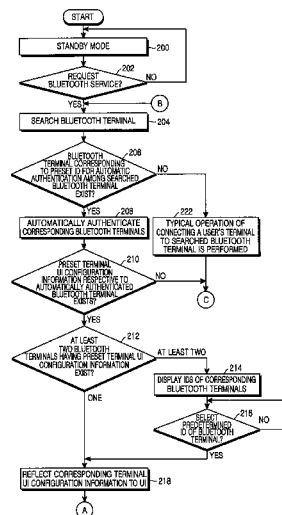 START
STANDBY MODE
200
202
REQUEST
BLUETOOTH SERVICE?
NO
YES
B
SEARCH BLUETOOTH TERMINAL
204
206
BLUETOOTH
TERMINAL CORRESPONDING
TO PRESET ID FOR AUTOMATIC
AUTHENTICATION AMONG SEARCHED
BLUETOOTH TERMINAL
EXIST?
NO
YES
208
AUTOMATICALLY AUTHENTICATE
CORRESPONDING BLUETOOTH TERMINALS
222
TYPICAL OPERATION OF
CONNECTING A USER'S TERMINAL
TO SEARCHED BLUETOOTH
TERMINAL IS PERFORMED
210
PRESET TERMINAL
UI CONFIGURATION
INFORMATION RESPECTIVE TO
AUTOMATICALLY AUTHENTICATED
BLUETOOTH TERMINAL
EXISTS?
NO
C
YES
212
AT LEAST
TWO BLUETOOTH
TERMINALS HAVING PRESET TERMINAL UI
CONFIGURATION INFORMATION
EXIST?
AT LEAST TWO
214
DISPLAY IDS OF CORRESPONDING
BLUETOOTH TERMINALS
ONE
216
SELECT
PREDETERMINED
ID OF BLUETOOTH
TERMINAL?
NO
YES
REFLECT CORRESPONDING TERMINAL
UI CONFIGURATION INFORMATION TO UI
218
A